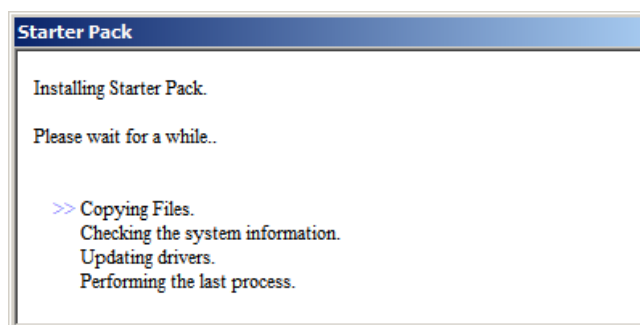 Starter Pack
Installing Starter Pack.
Please wait for a while..
>> Copying Files.
Checking the system information.
Updating drivers.
Performing the last process.